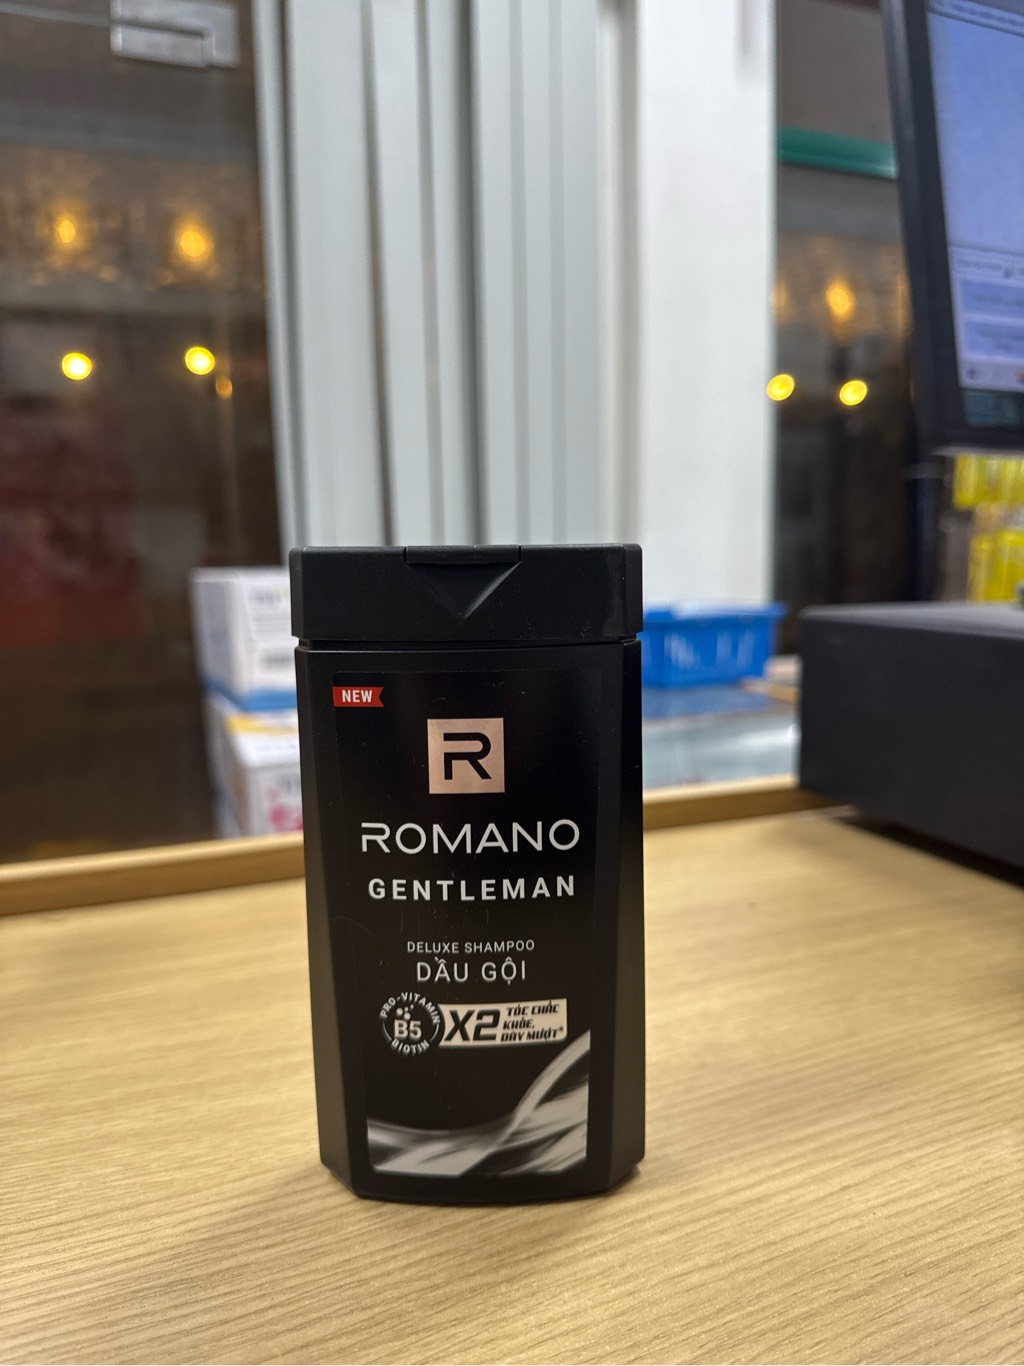 NEW
R
ROMANO
GENTLEMAN
DELUXE SHAMPOO
DẦU GỘI
PRO-VITAMIN
B5
BIOTIN
X2
TÓC CHẮC
KHỎE,
DÀY MƯỢT*